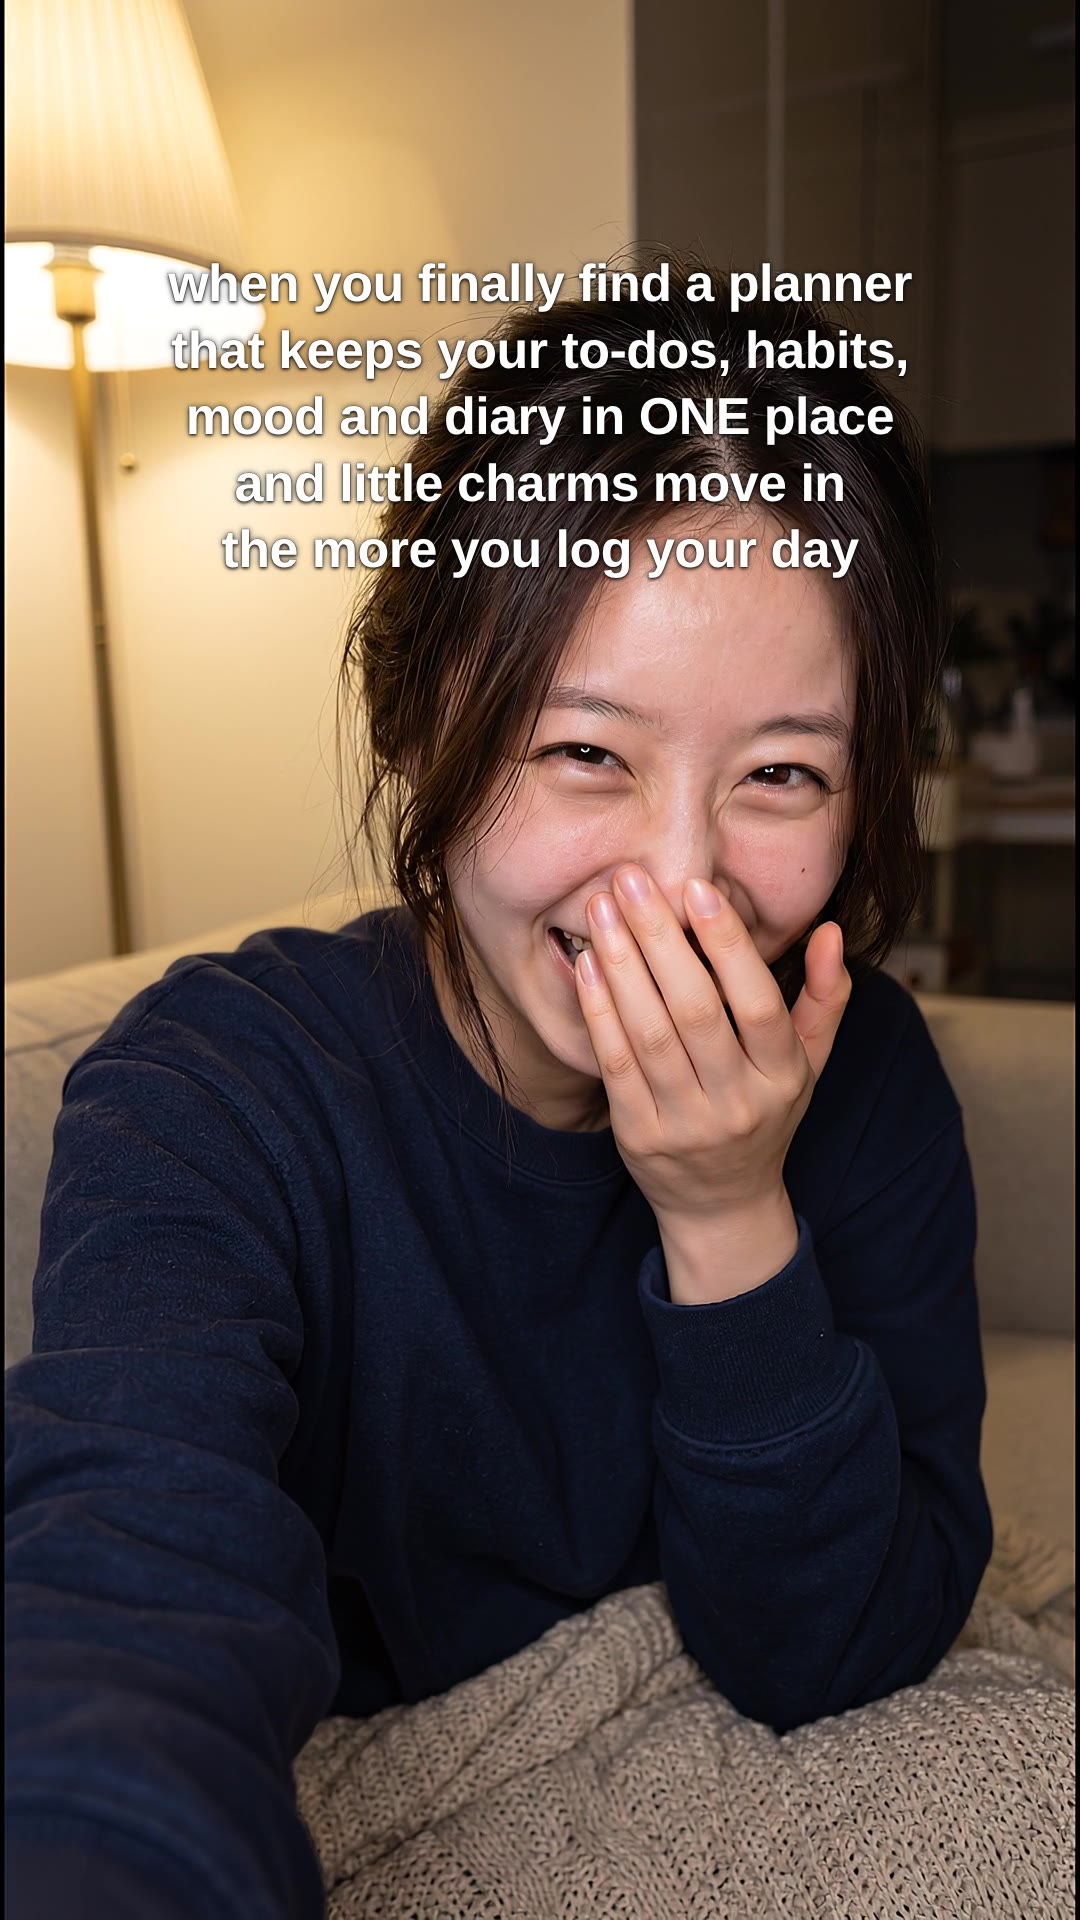 when you finally find a planner
that keeps your to-dos, habits,
mood and diary in ONE place
and little charms move in
the more you log your day